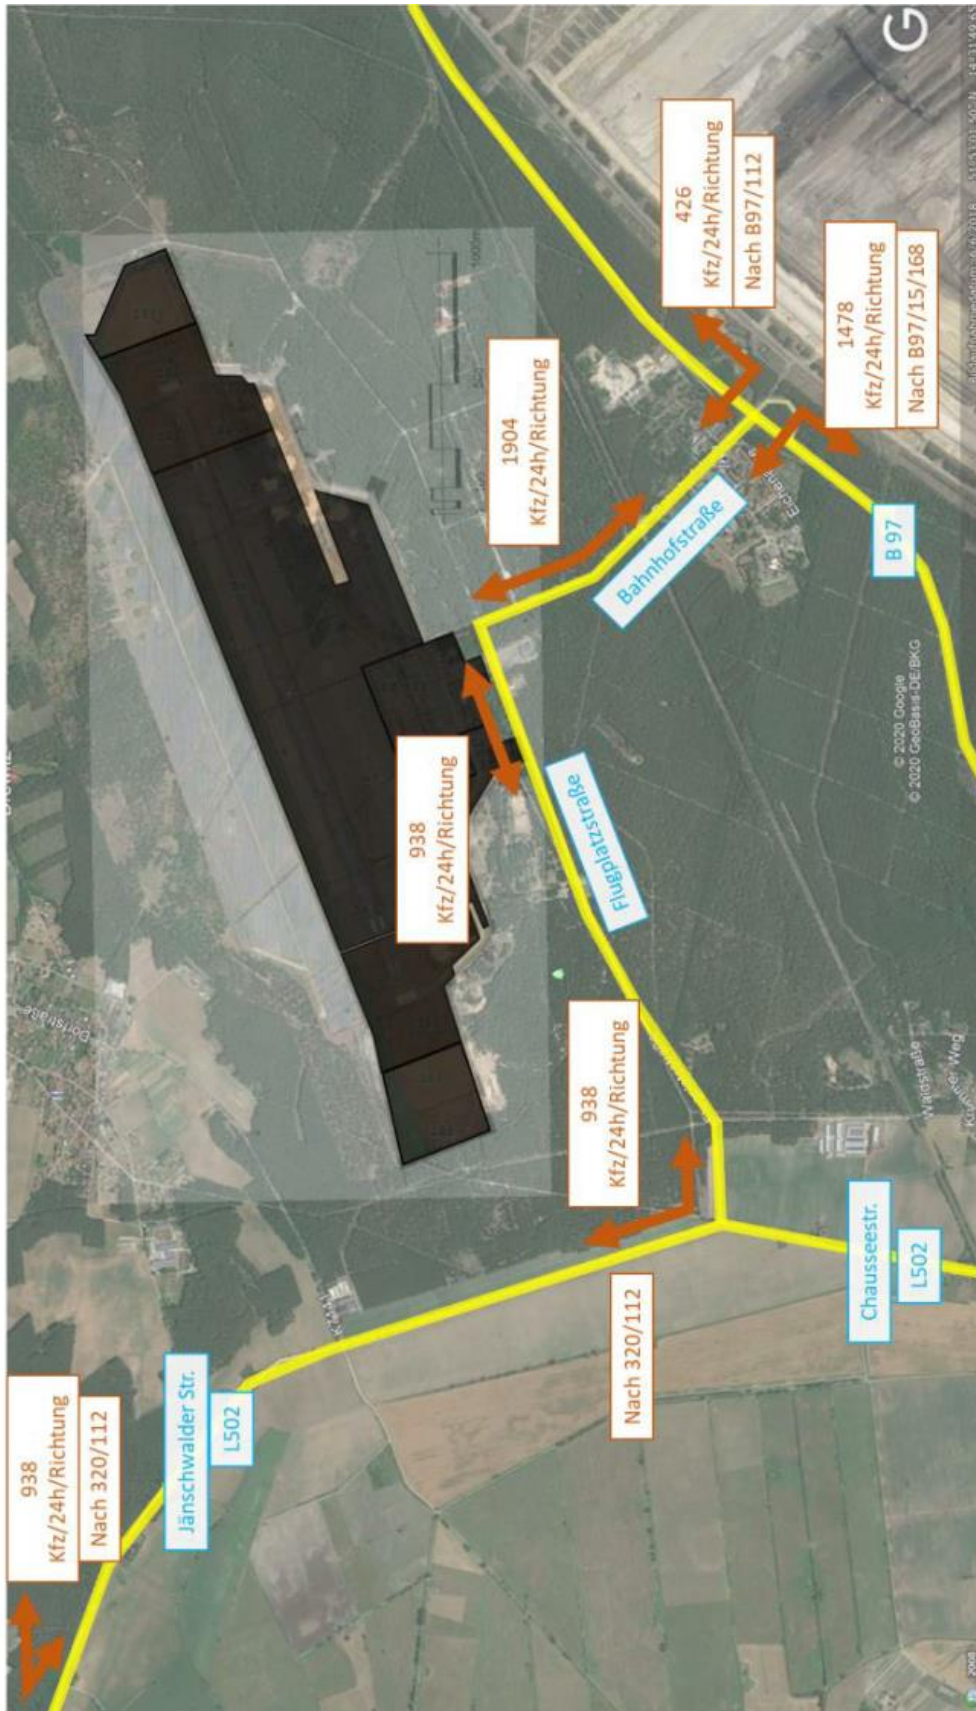 938
Kfz/24h/Richtung
Nach 320/112
Jänschwalder Str.
L502
Dorfstraße
Nach 320/112
938
Kfz/24h/Richtung
938
Kfz/24h/Richtung
1904
Kfz/24h/Richtung
426
Kfz/24h/Richtung
Nach B97/112
1478
Kfz/24h/Richtung
Nach B97/15/168
Flugplatzstraße
Bahnhofstraße
B 97
Chausseestr.
L502
Waldstraße
1000m
© 2020 Google
© 2020 GeoBasis-DE/BKG
G